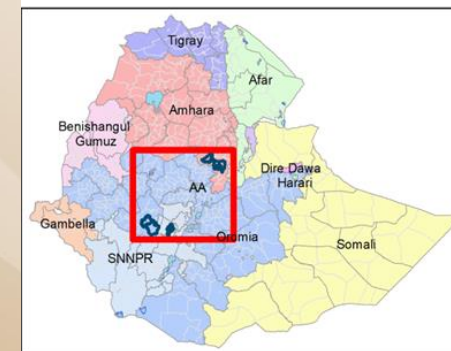 Tigray
Afar
Amhara
Benishangul
Gumuz
Dire Dawa
Harari
AA
Gambella
Oromia
Somali
SNNPR